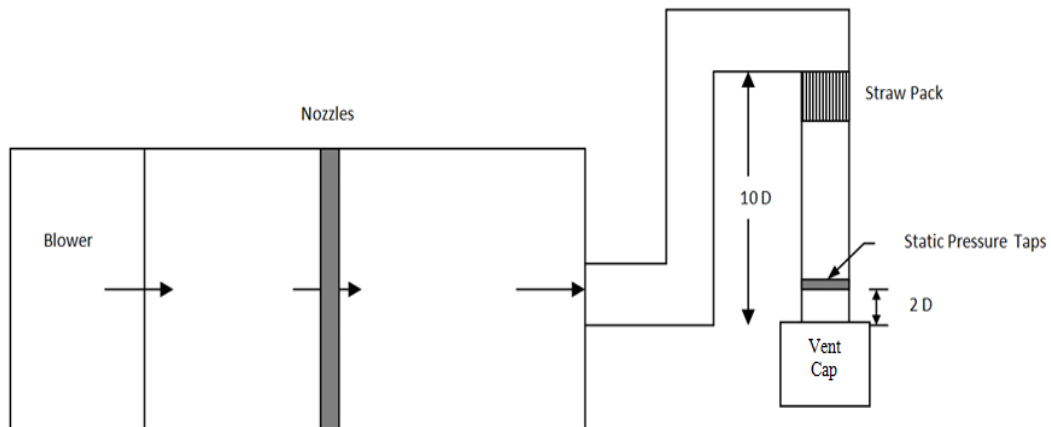 Nozzles
Blower
Straw Pack
10 D
Static Pressure Taps
2 D
Vent
Cap